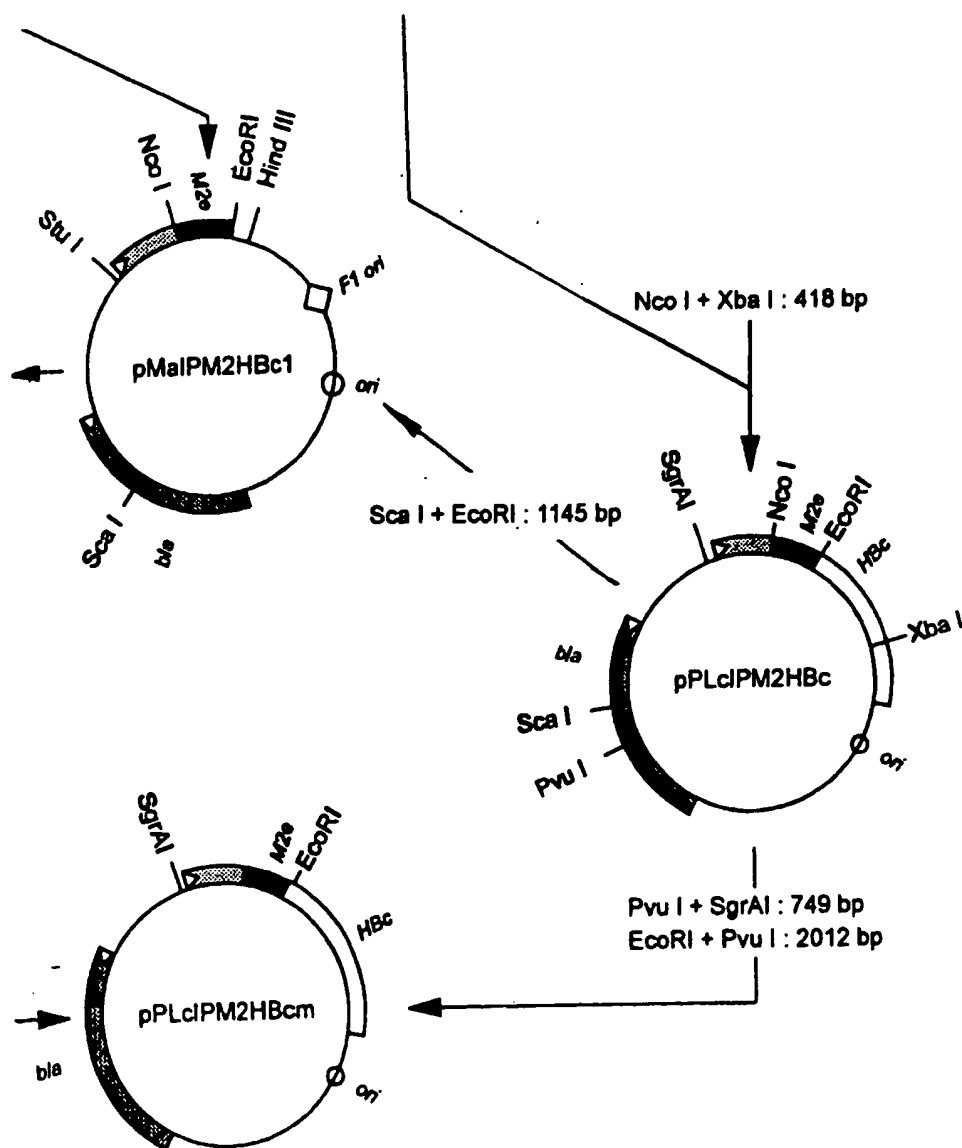 Stu I
Nco I
M2e
EcoRI
Hind III
F1 ori
ori
pMaIPM2HBc1
Sca I
bla
Nco I + Xba I : 418 bp
Sca I + EcoRI : 1145 bp
SgrAI
Nco I
M2e
EcoRI
HBc
Xba I
bla
pPLcIPM2HBc
Sca I
Pvu I
ori
SgrAI
M2e
EcoRI
HBc
pPLcIPM2HBcm
bla
ori
Pvu I + SgrAI : 749 bp
EcoRI + Pvu I : 2012 bp